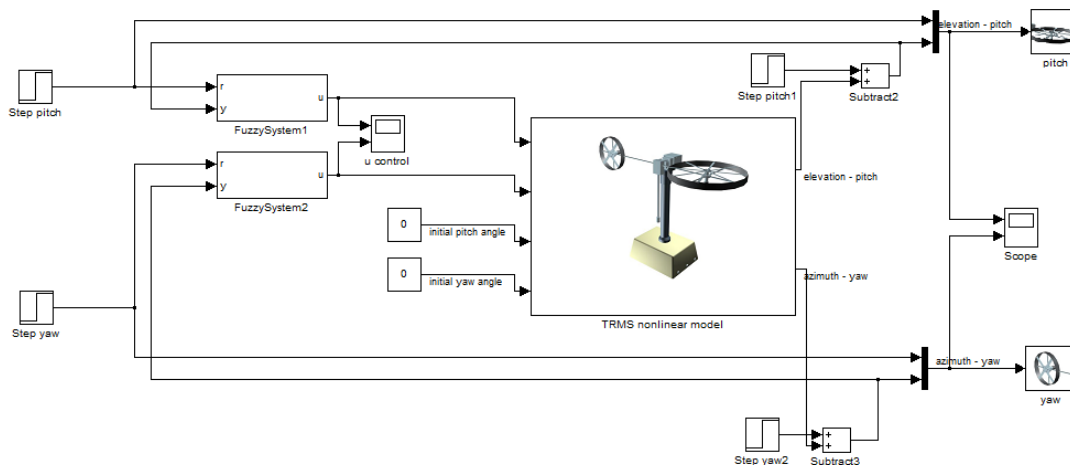 elevation - pitch
pitch
Step pitch
r
y
u
FuzzySystem1
u control
Step pitch1
+
+
Subtract2
r
y
u
FuzzySystem2
elevation - pitch
0
initial pitch angle
0
initial yaw angle
azimuth - yaw
TRMS nonlinear model
Scope
Step yaw
azimuth - yaw
yaw
Step yaw2
+
+
Subtract3